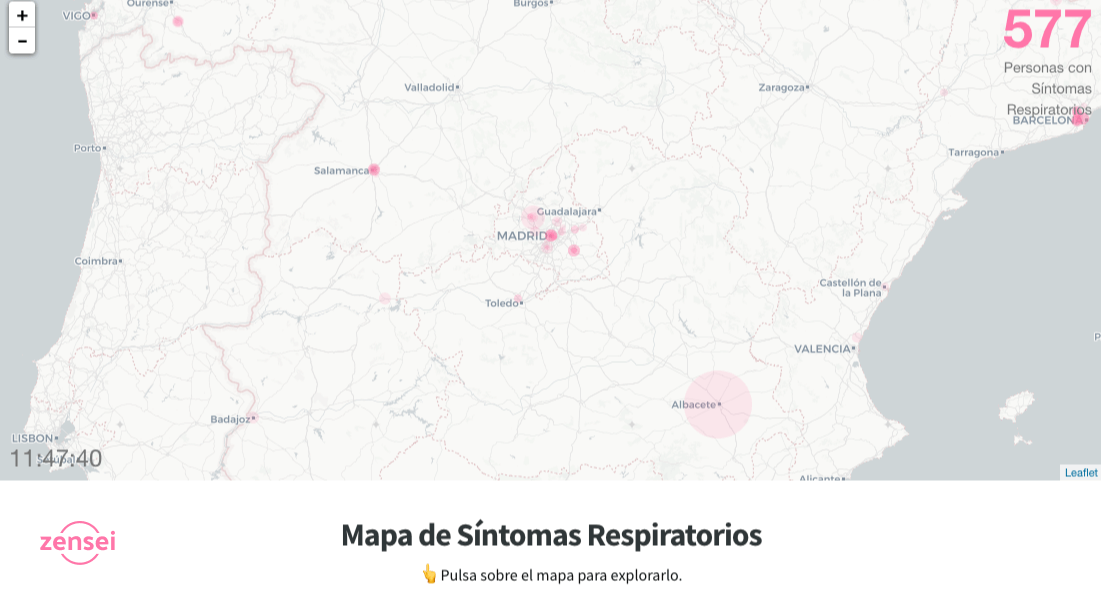 +
−
Ourense
Burgos
VIGO
577
Personas con
Síntomas
Respiratorios
Valladolid
Zaragoza
BARCELONA
Porto
Tarragona
Salamanca
Guadalajara
MADRID
Coimbra
Castellón de
la Plana
Toledo
VALENCIA
P
Albacete
Badajoz
LISBON
11:47:40
Setúbal
Leaflet
Alicante
zensei
Mapa de Síntomas Respiratorios
👆 Pulsa sobre el mapa para explorarlo.